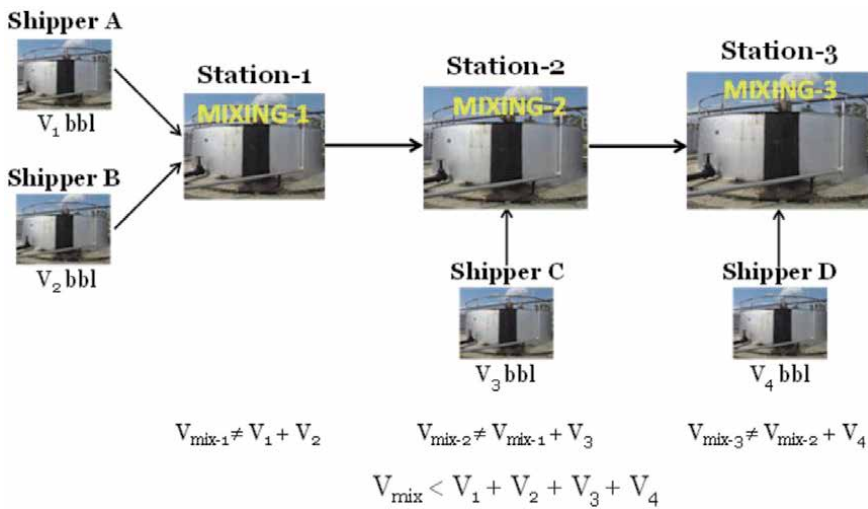 Shipper A
V₁ bbl
Shipper B
V₂ bbl
Station-1
MIXING-1
Station-2
MIXING-2
Station-3
MIXING-3
Shipper C
V₃ bbl
Shipper D
V₄ bbl
Vmix-1 ≠ V₁ + V₂
Vmix-2 ≠ Vmix-1 + V₃
Vmix-3 ≠ Vmix-2 + V₄
Vmix < V₁ + V₂ + V₃ + V₄